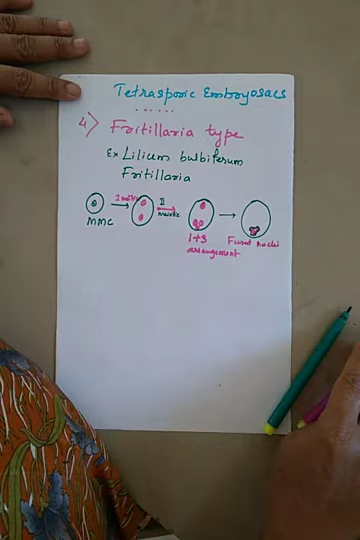 Tetrasporic Embryosacs
4) Fritillaria type
Ex Lilium bulbiferum
Fritillaria
I meiotic
II meiotic
MMC
1+3 arrangement
Fused nuclei